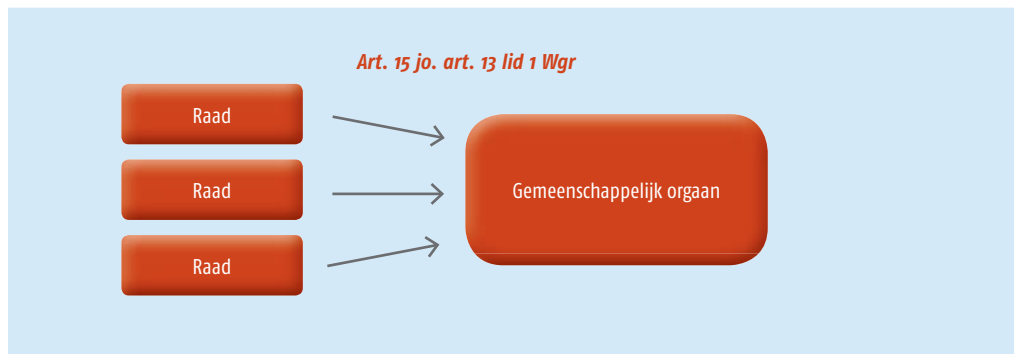 Art. 15 jo. art. 13 lid 1 Wgr
Raad
Raad
Gemeenschappelijk orgaan
Raad